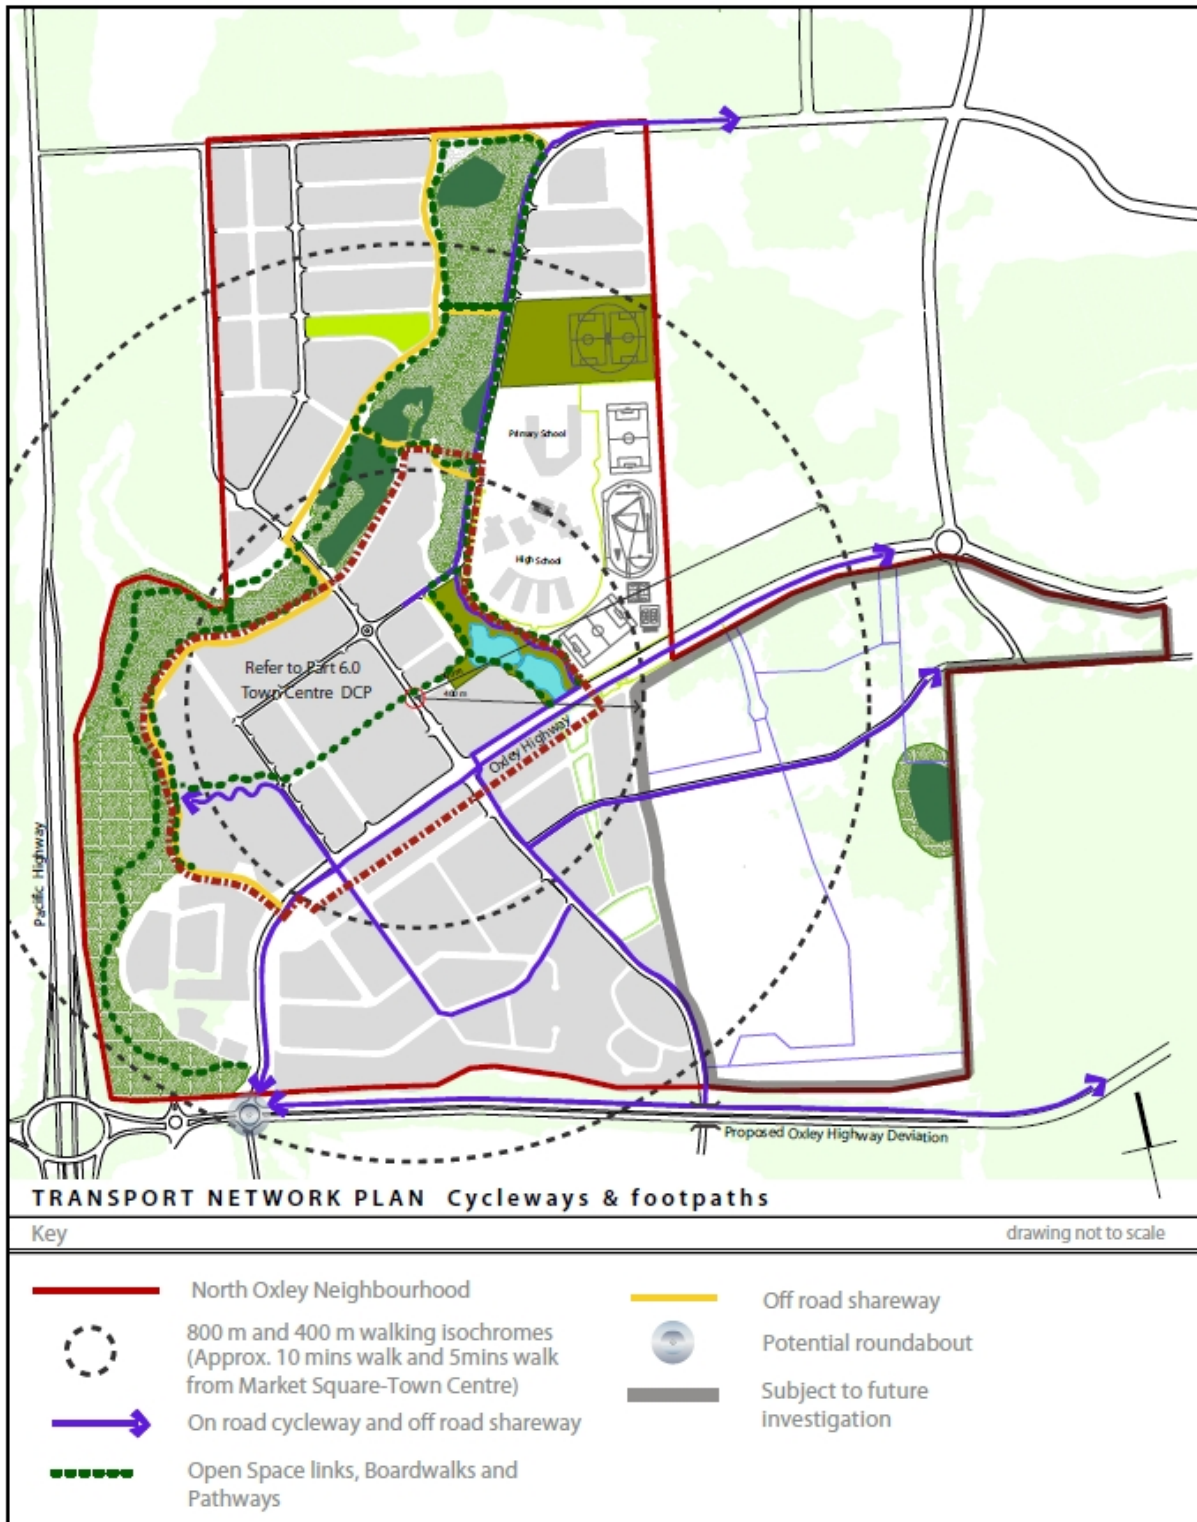 Primary School
High School
Refer to Part 6.0
Town Centre DCP
400 m
Oxley Highway
Pacific Highway
Proposed Oxley Highway Deviation
TRANSPORT NETWORK PLAN Cycleways & footpaths
Key
drawing not to scale
North Oxley Neighbourhood
800 m and 400 m walking isochromes
(Approx. 10 mins walk and 5mins walk
from Market Square-Town Centre)
On road cycleway and off road shareway
Open Space links, Boardwalks and
Pathways
Off road shareway
Potential roundabout
Subject to future
investigation